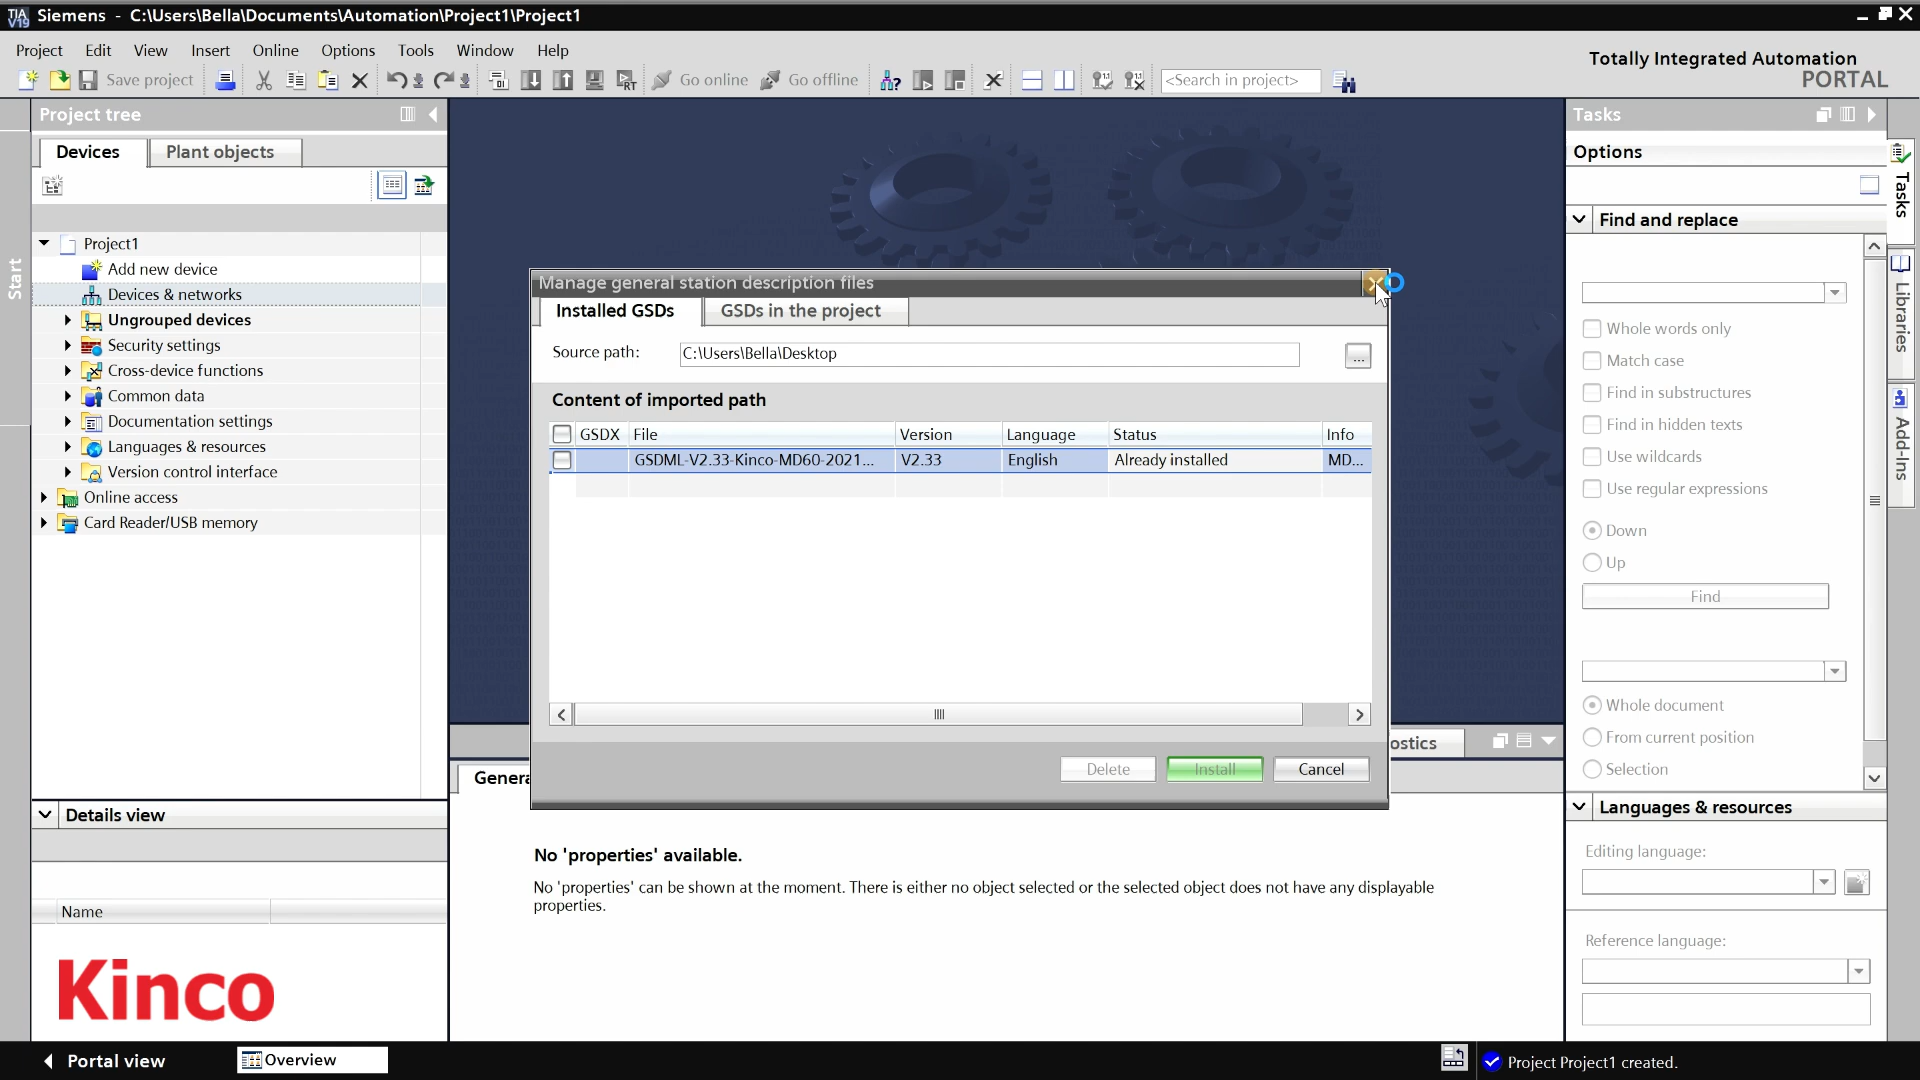 TIA V19 Siemens - C:\Users\Bella\Documents\Automation\Project1\Project1
Project Edit View Insert Online Options Tools Window Help
Totally Integrated Automation
PORTAL
Save project Go online Go offline <Search in project>
Project tree
Devices Plant objects
Start
Project1
Add new device
Devices & networks
Ungrouped devices
Security settings
Cross-device functions
Common data
Documentation settings
Languages & resources
Version control interface
Online access
Card Reader/USB memory
Details view
Name
Kinco
Manage general station description files
Installed GSDs GSDs in the project
Source path: C:\Users\Bella\Desktop ...
Content of imported path
GSDX File Version Language Status Info
GSDML-V2.33-Kinco-MD60-2021... V2.33 English Already installed MD...
Delete Install Cancel
ostics
Genera
No 'properties' available.
No 'properties' can be shown at the moment. There is either no object selected or the selected object does not have any displayable
properties.
Tasks
Options
Find and replace
Whole words only
Match case
Find in substructures
Find in hidden texts
Use wildcards
Use regular expressions
Down
Up
Find
Whole document
From current position
Selection
Languages & resources
Editing language:
Reference language:
Tasks
Libraries
Add-Ins
Portal view Overview Project Project1 created.